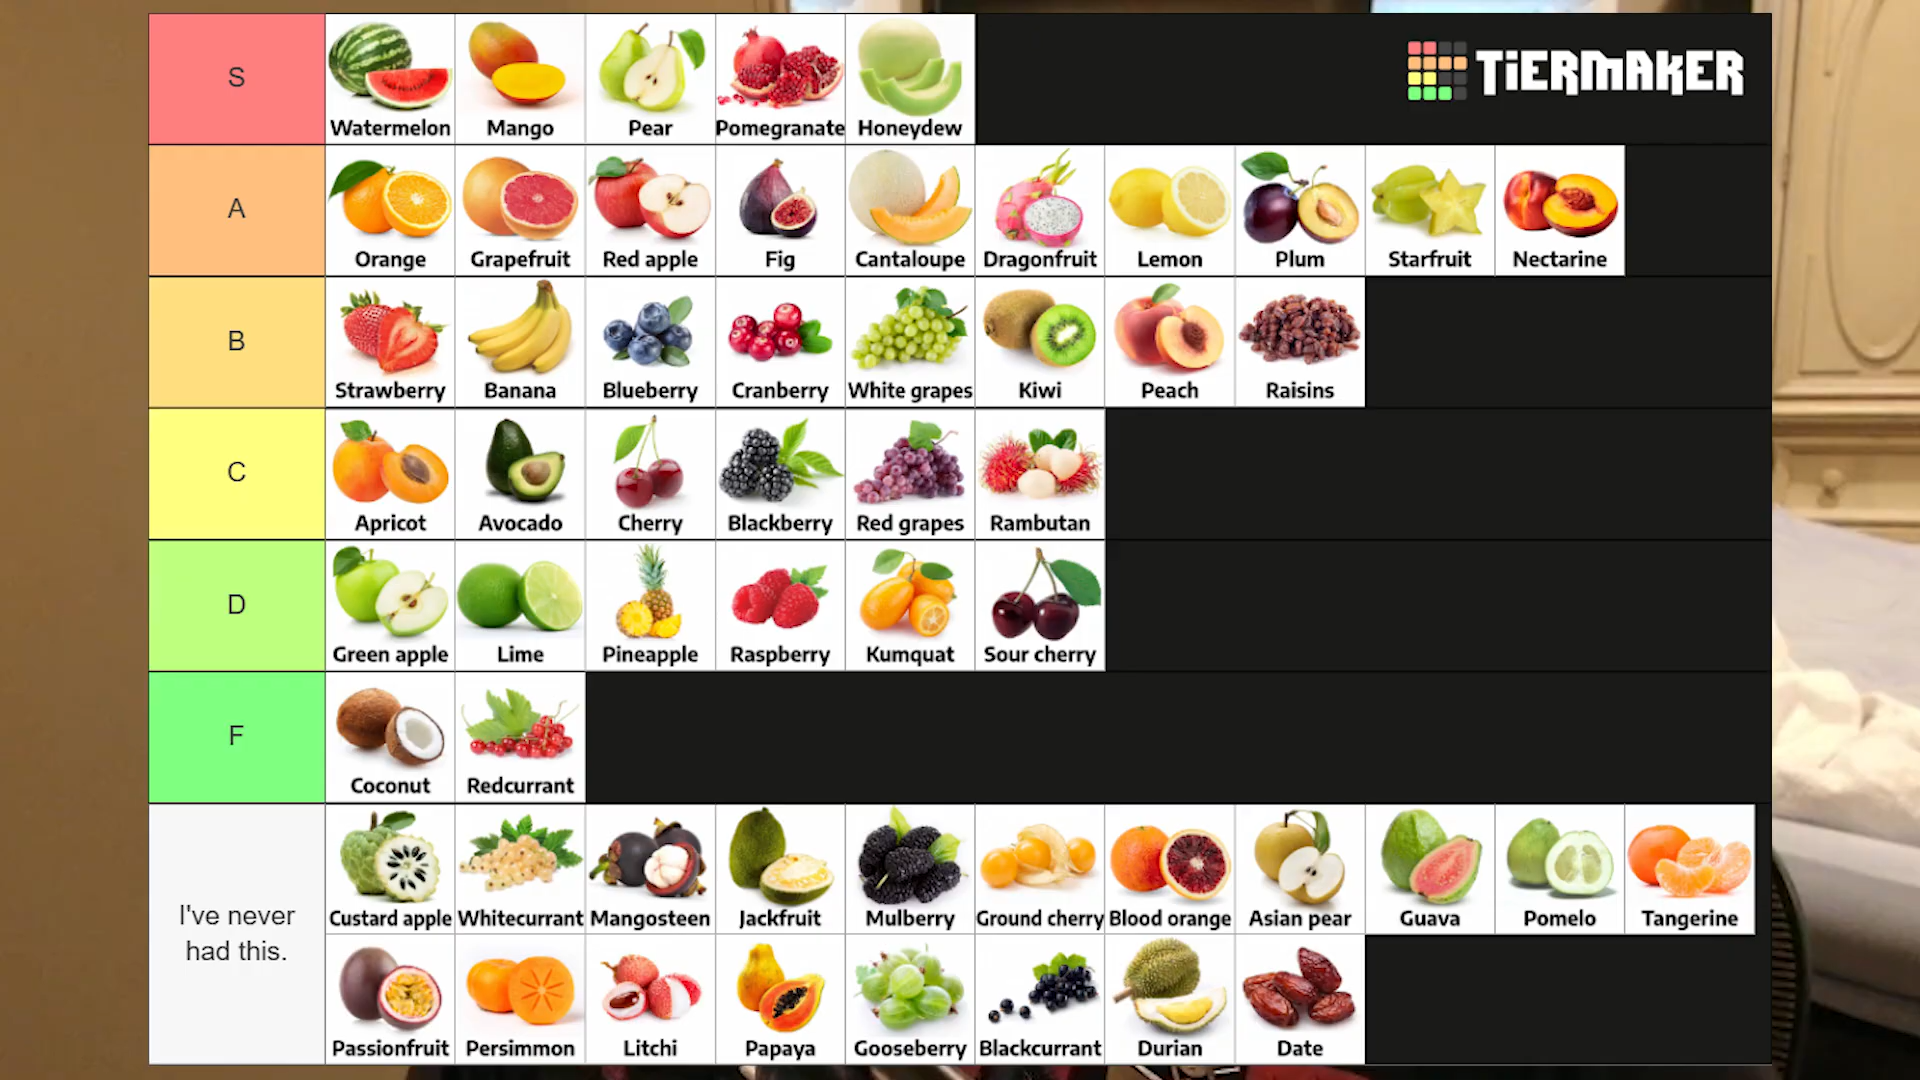 S
Watermelon
Mango
Pear
Pomegranate
Honeydew
TiERMAKER
A
Orange
Grapefruit
Red apple
Fig
Cantaloupe
Dragonfruit
Lemon
Plum
Starfruit
Nectarine
B
Strawberry
Banana
Blueberry
Cranberry
White grapes
Kiwi
Peach
Raisins
C
Apricot
Avocado
Cherry
Blackberry
Red grapes
Rambutan
D
Green apple
Lime
Pineapple
Raspberry
Kumquat
Sour cherry
F
Coconut
Redcurrant
I've never
had this.
Custard apple
Whitecurrant
Mangosteen
Jackfruit
Mulberry
Ground cherry
Blood orange
Asian pear
Guava
Pomelo
Tangerine
Passionfruit
Persimmon
Litchi
Papaya
Gooseberry
Blackcurrant
Durian
Date